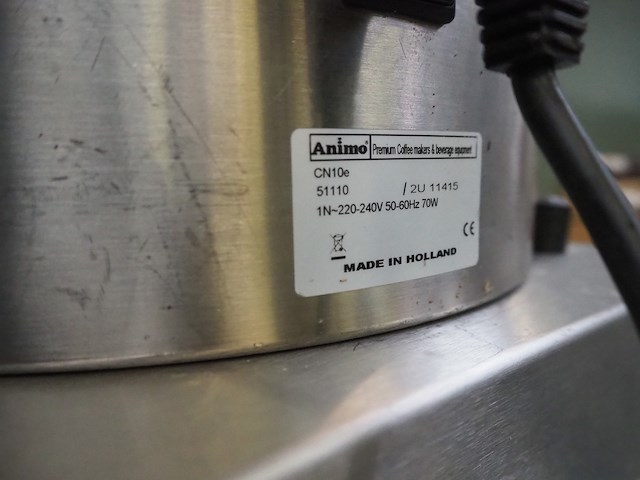 Animo® Premium Coffee makers & beverage equipment
CN10e
51110 / 2U 11415
1N~220-240V 50-60Hz 70W
CE
MADE IN HOLLAND